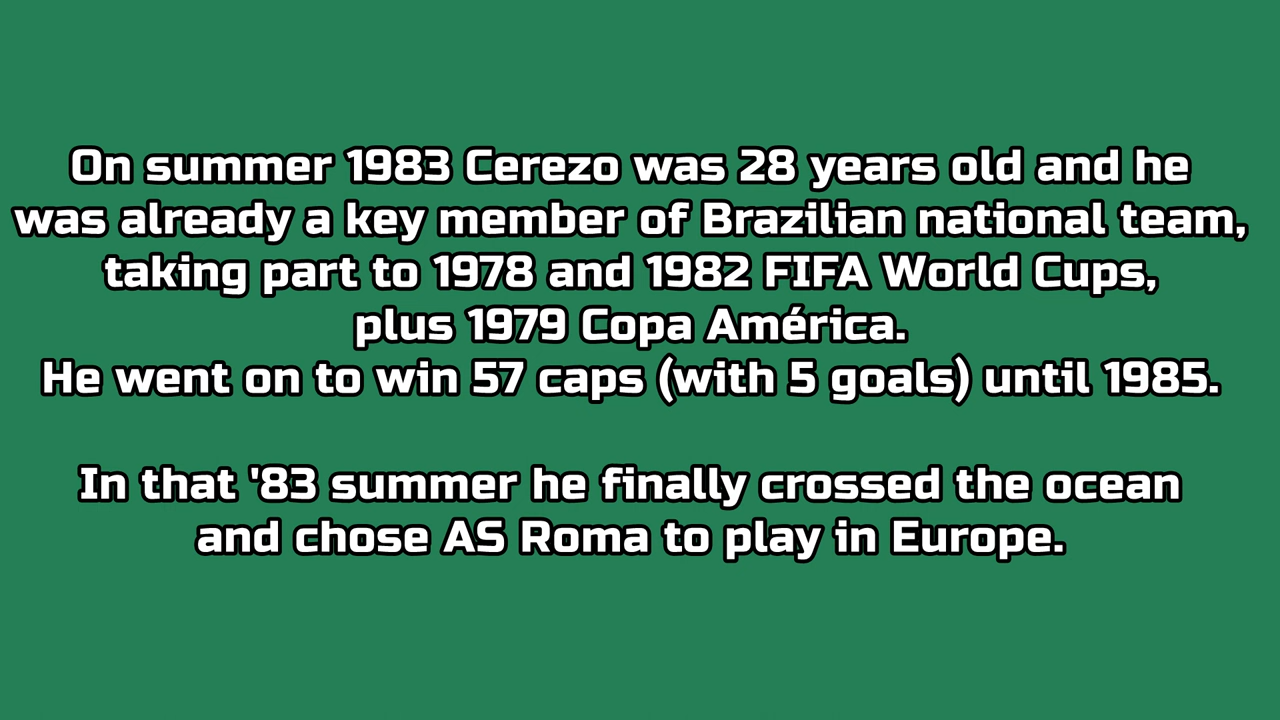 On summer 1983 Cerezo was 28 years old and he
was already a key member of Brazilian national team,
taking part to 1978 and 1982 FIFA World Cups,
plus 1979 Copa América.
He went on to win 57 caps (with 5 goals) until 1985.
In that '83 summer he finally crossed the ocean
and chose AS Roma to play in Europe.